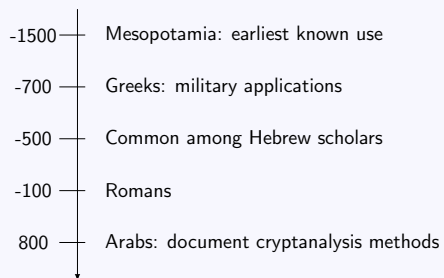 -1500 Mesopotamia: earliest known use
-700 Greeks: military applications
-500 Common among Hebrew scholars
-100 Romans
800 Arabs: document cryptanalysis methods